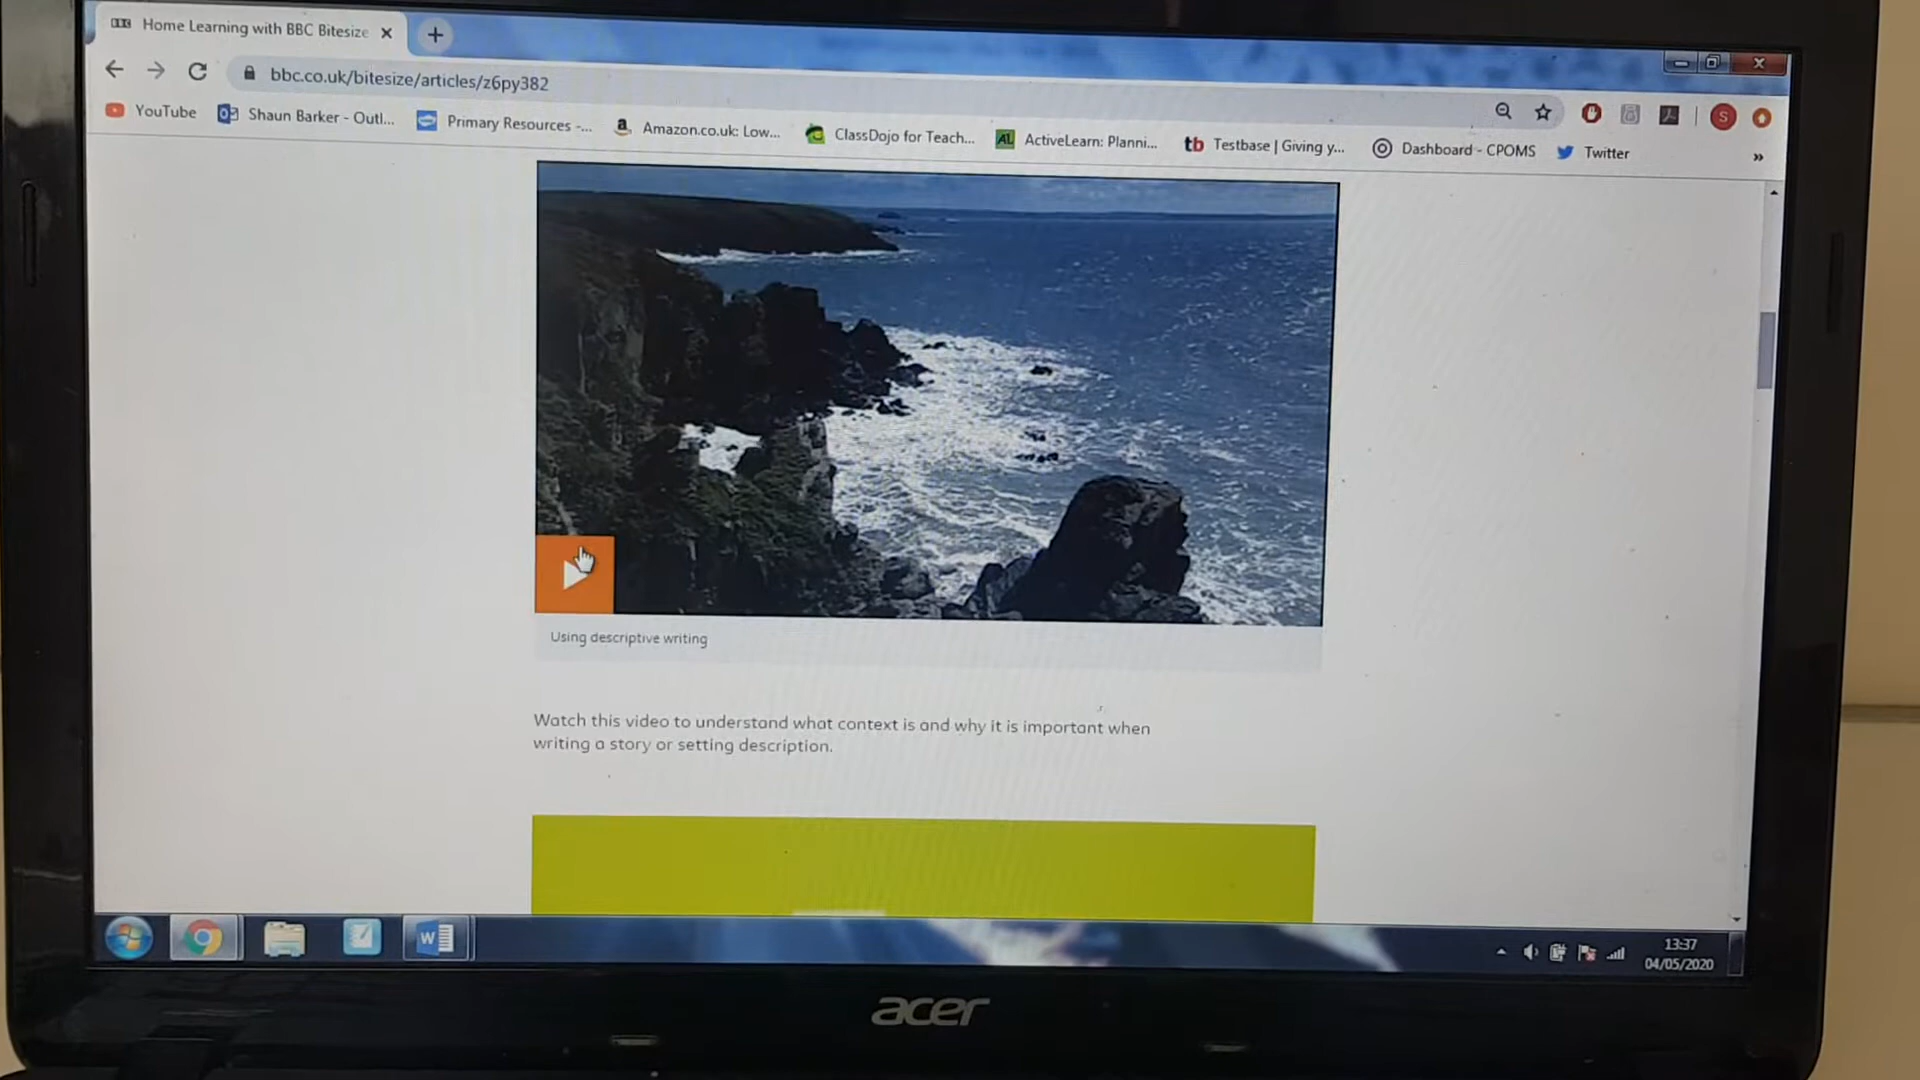 Home Learning with BBC Bitesize
bbc.co.uk/bitesize/articles/z6py382
YouTube Shaun Barker - Outl... Primary Resources -... Amazon.co.uk: Low... ClassDojo for Teach... ActiveLearn: Planni... Testbase | Giving y... Dashboard - CPOMS Twitter
Using descriptive writing
Watch this video to understand what context is and why it is important when
writing a story or setting description.
13:37
04/05/2020
acer